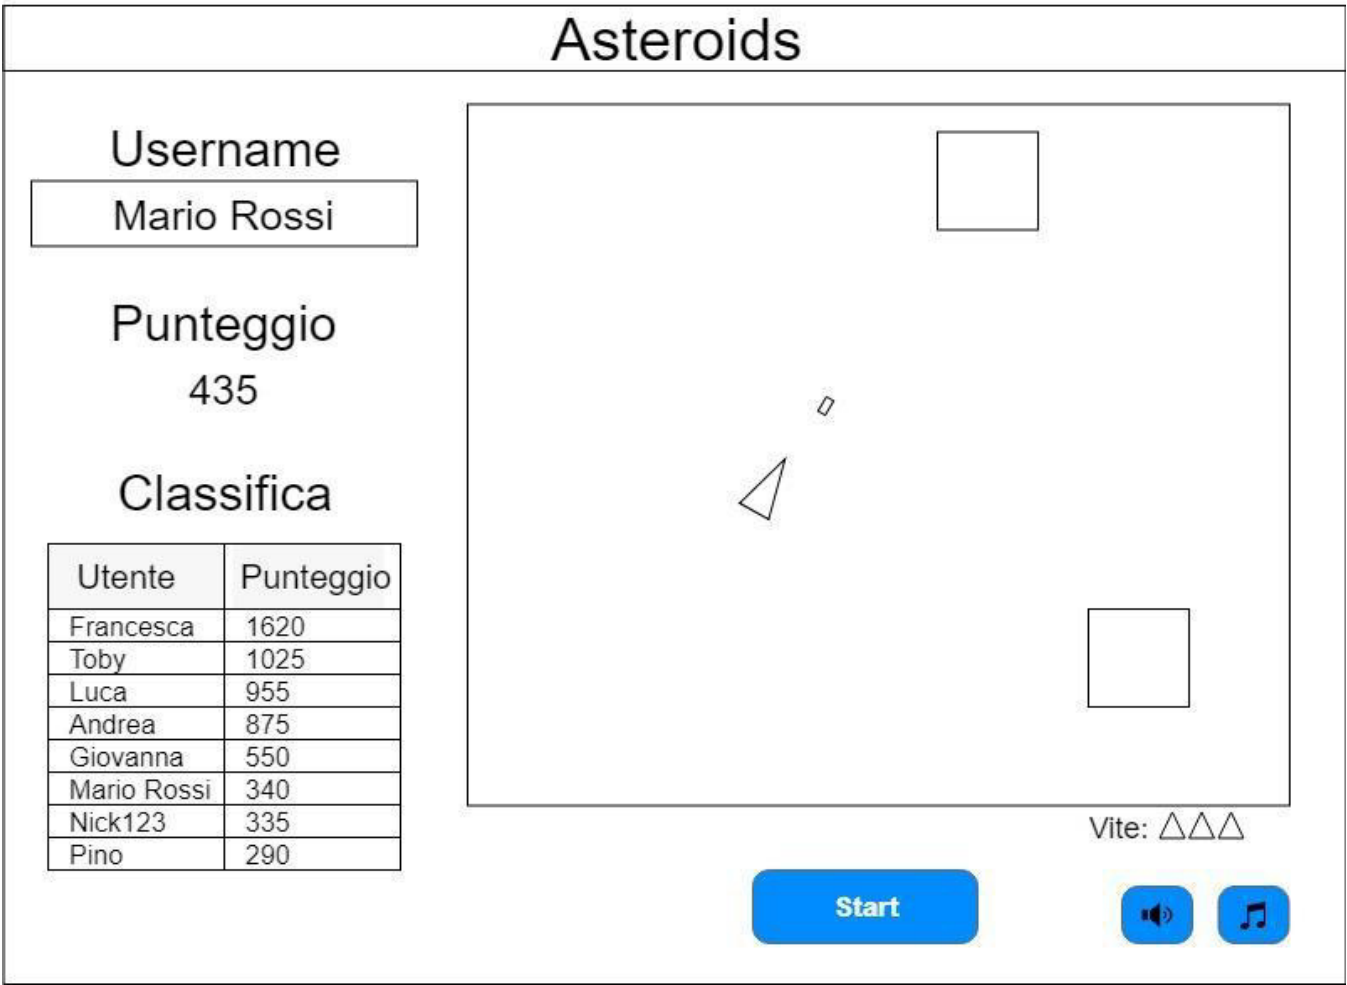 Asteroids
Username
Mario Rossi
Punteggio
435
Classifica
Utente Punteggio
Francesca 1620
Toby 1025
Luca 955
Andrea 875
Giovanna 550
Mario Rossi 340
Nick123 335
Pino 290
Vite:
Start